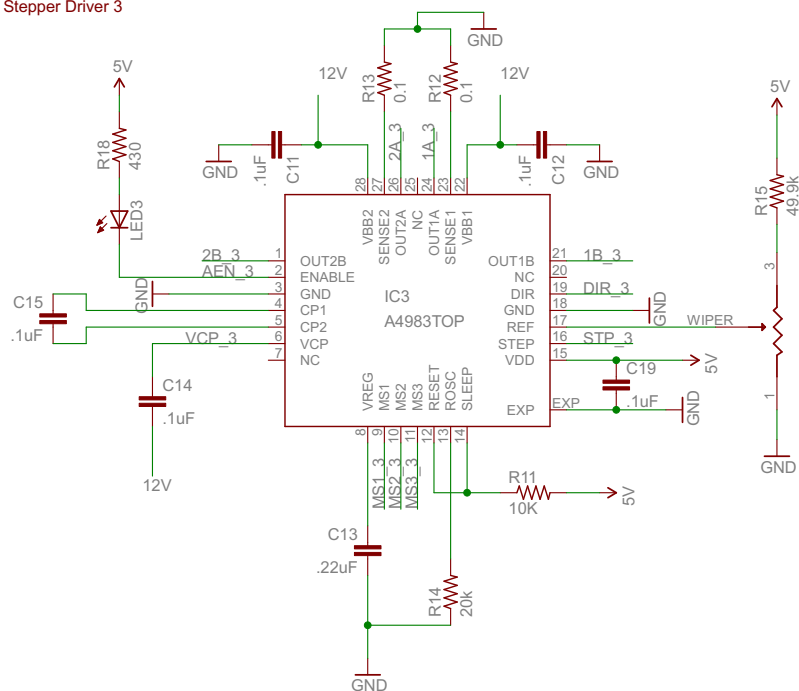 Stepper Driver 3
GND
5V
12V
R13
0.1
R12
0.1
12V
5V
R18
430
GND
.1uF
C11
2A_3
1A_3
.1uF
C12
GND
R15
49.9k
28
27
26
25
24
23
22
LED3
VBB2
SENSE2
OUT2A
NC
OUT1A
SENSE1
VBB1
2B_3
1
OUT2B
OUT1B
21
1B_3
AEN_3
2
ENABLE
NC
20
3
GND
3
GND
IC3
DIR
19
DIR_3
C15
4
CP1
GND
18
GND
A4983TOP
.1uF
5
CP2
REF
17
WIPER
VCP_3
6
VCP
STEP
16
STP_3
7
NC
VDD
15
5V
C14
.1uF
VREG
MS1
MS2
MS3
RESET
ROSC
SLEEP
C19
.1uF
EXP
EXP
GND
1
8
9
10
11
12
13
14
GND
12V
MS1_3
MS2_3
MS3_3
R11
10K
5V
C13
.22uF
R14
20k
GND